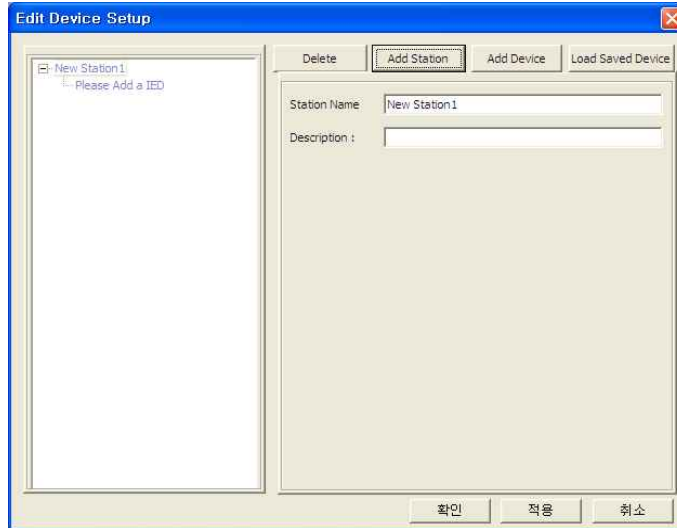 Edit Device Setup
Delete Add Station Add Device Load Saved Device
New Station1
Please Add a IED
Station Name New Station1
Description :
확인 적용 취소